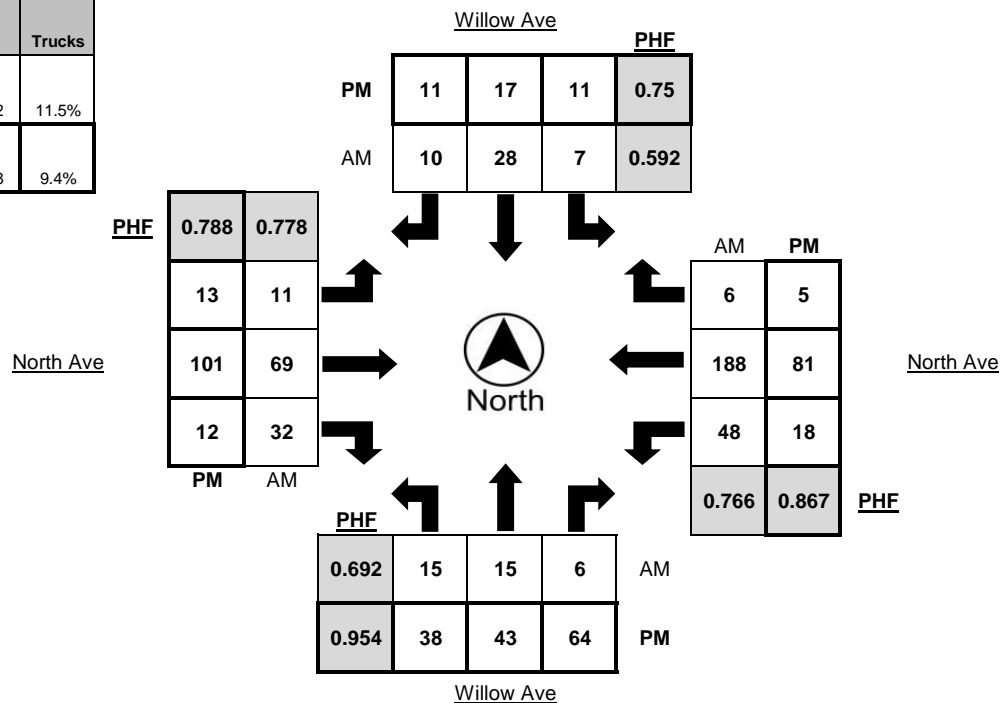 Willow Ave
PHF
Trucks
PM 11 17 11 0.75
2 11.5%
AM 10 28 7 0.592
3 9.4%
PHF 0.788 0.778
AM PM
13 11
6 5
North Ave 101 69
188 81 North Ave
North
12 32
48 18
PM AM
0.766 0.867 PHF
PHF
0.692 15 15 6 AM
0.954 38 43 64 PM
Willow Ave